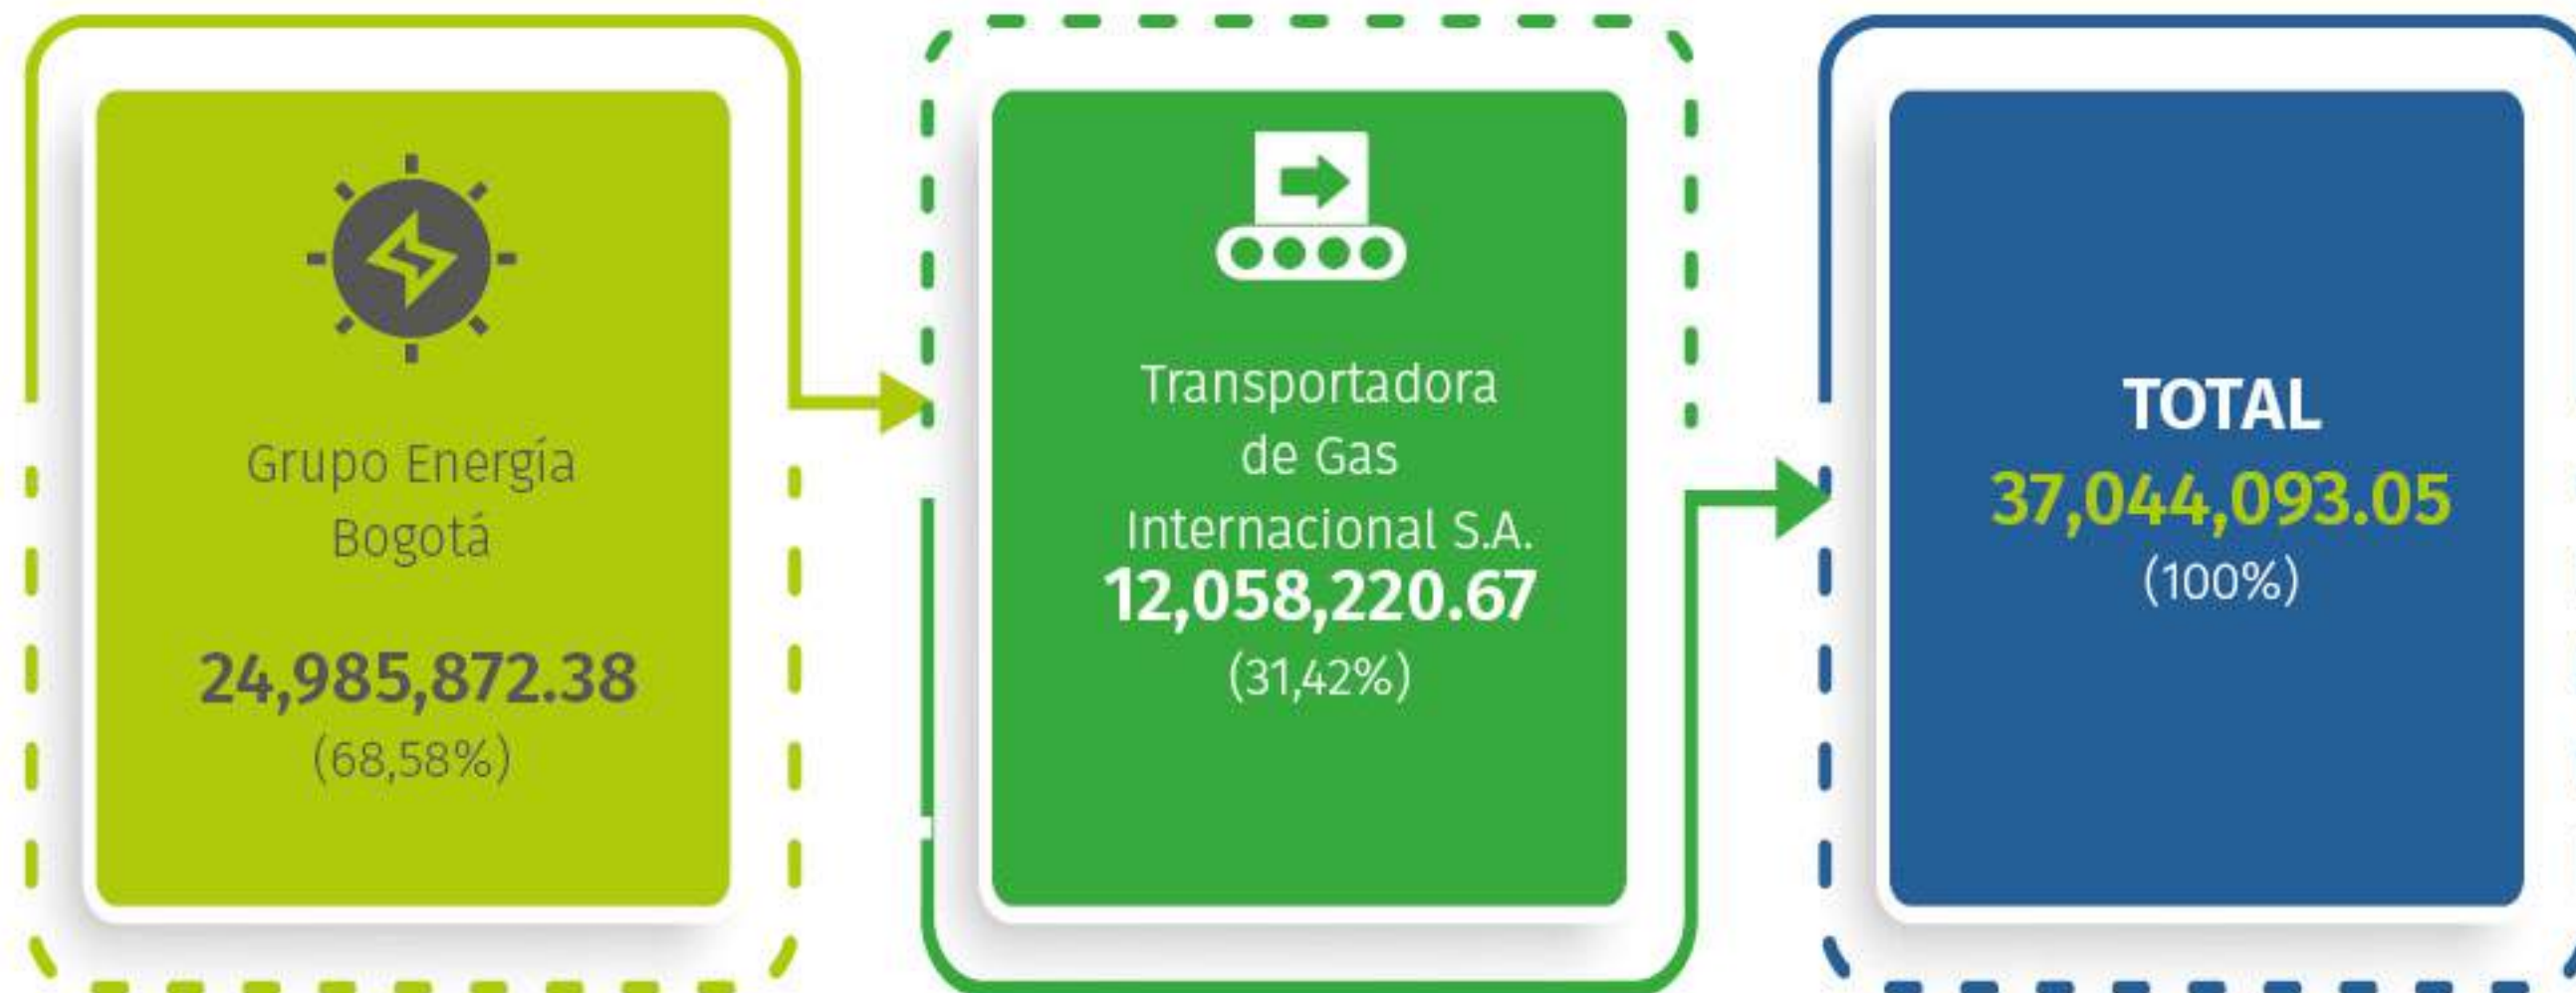 Grupo Energía
Bogotá
24,985,872.38
(68,58%)
Transportadora
de Gas
Internacional S.A.
12,058,220.67
(31,42%)
TOTAL
37,044,093.05
(100%)